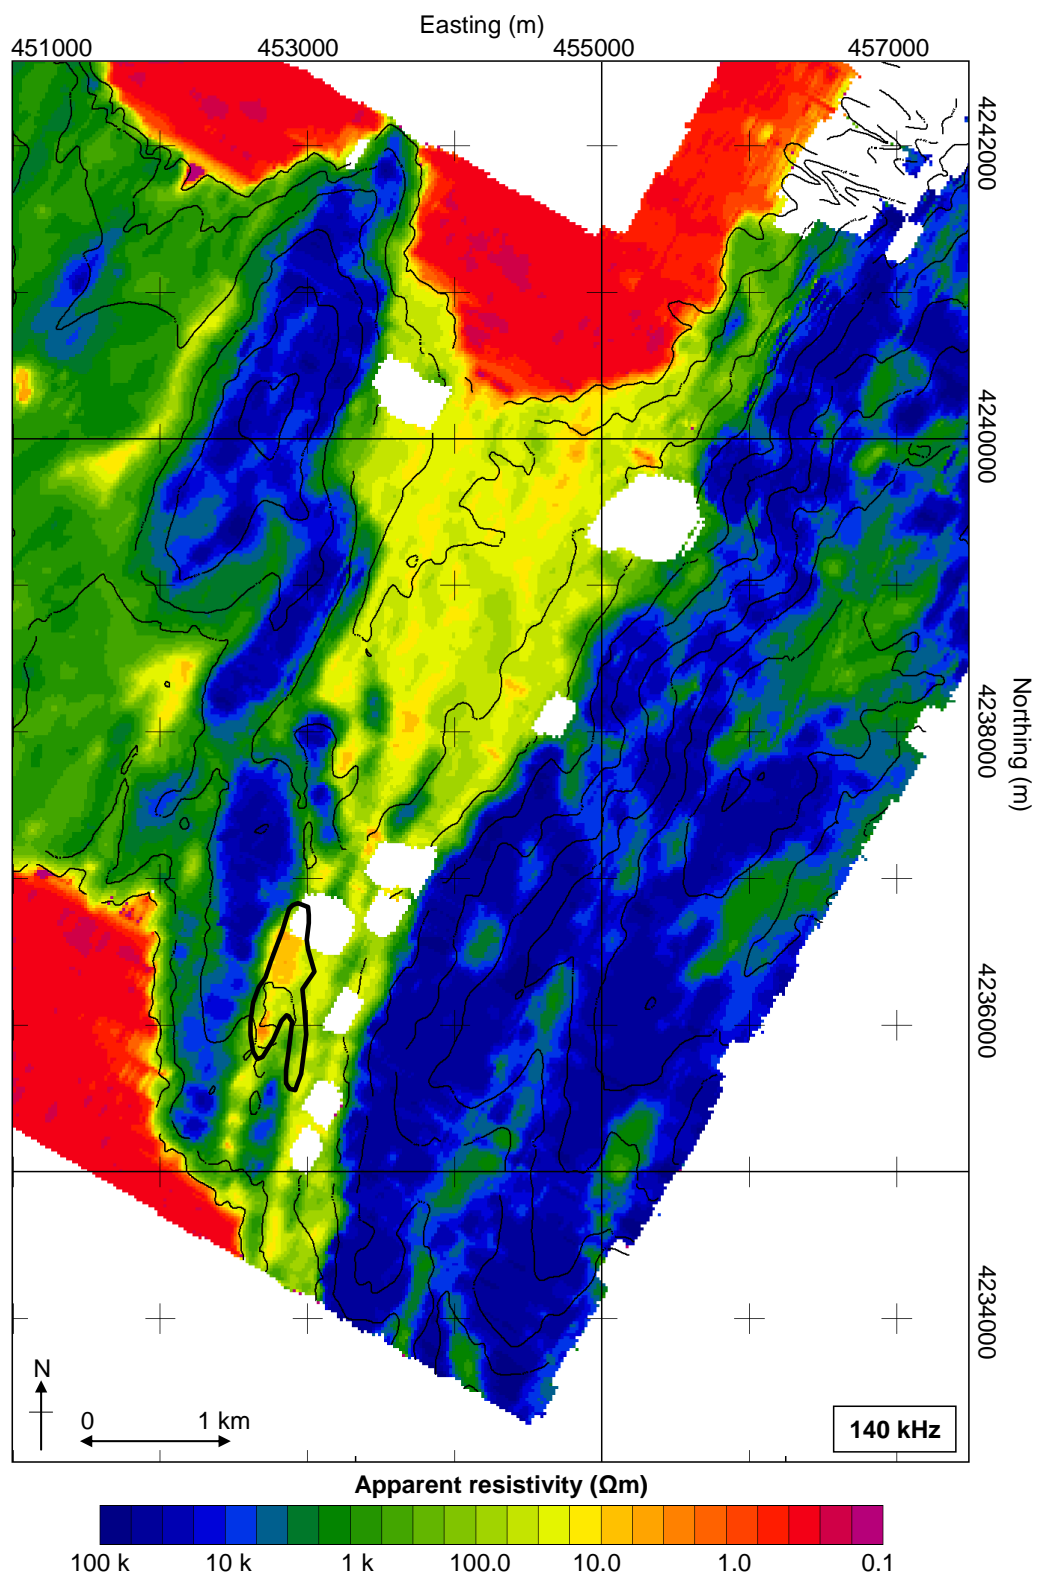 Easting (m)
451000 453000 455000 457000
4242000
4240000
4238000
4236000
4234000
Northing (m)
N
0 1 km
140 kHz
Apparent resistivity (Ωm)
100 k 10 k 1 k 100.0 10.0 1.0 0.1